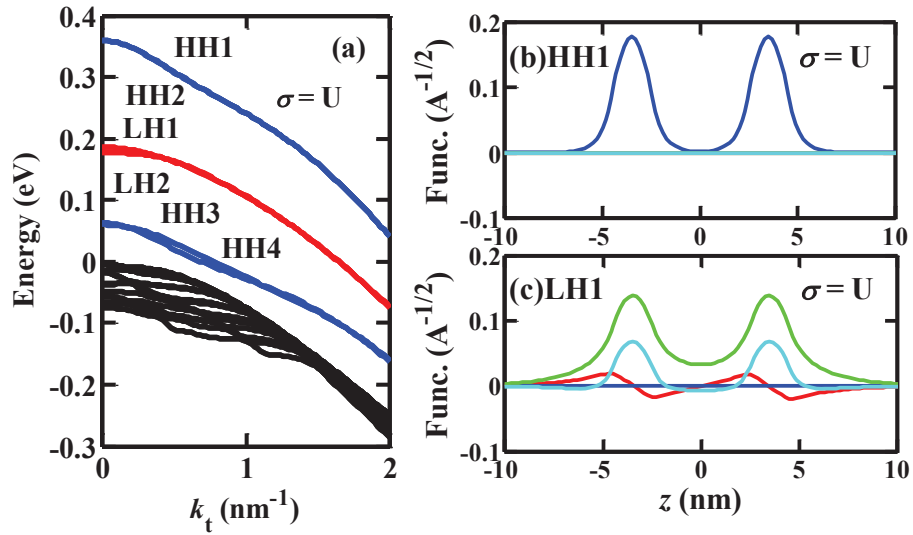 (a)
HH1
HH2
σ = U
LH1
LH2
HH3
HH4
Energy (eV)
0.4
0.3
0.2
0.1
0
-0.1
-0.2
-0.3
0
1
2
kt (nm-1)
(b)HH1
σ = U
Func. (A-1/2)
0.2
0.1
0
-0.1
-10
-5
0
5
10
(c)LH1
σ = U
Func. (A-1/2)
0.2
0.1
0
-0.1
-10
-5
0
5
10
z (nm)